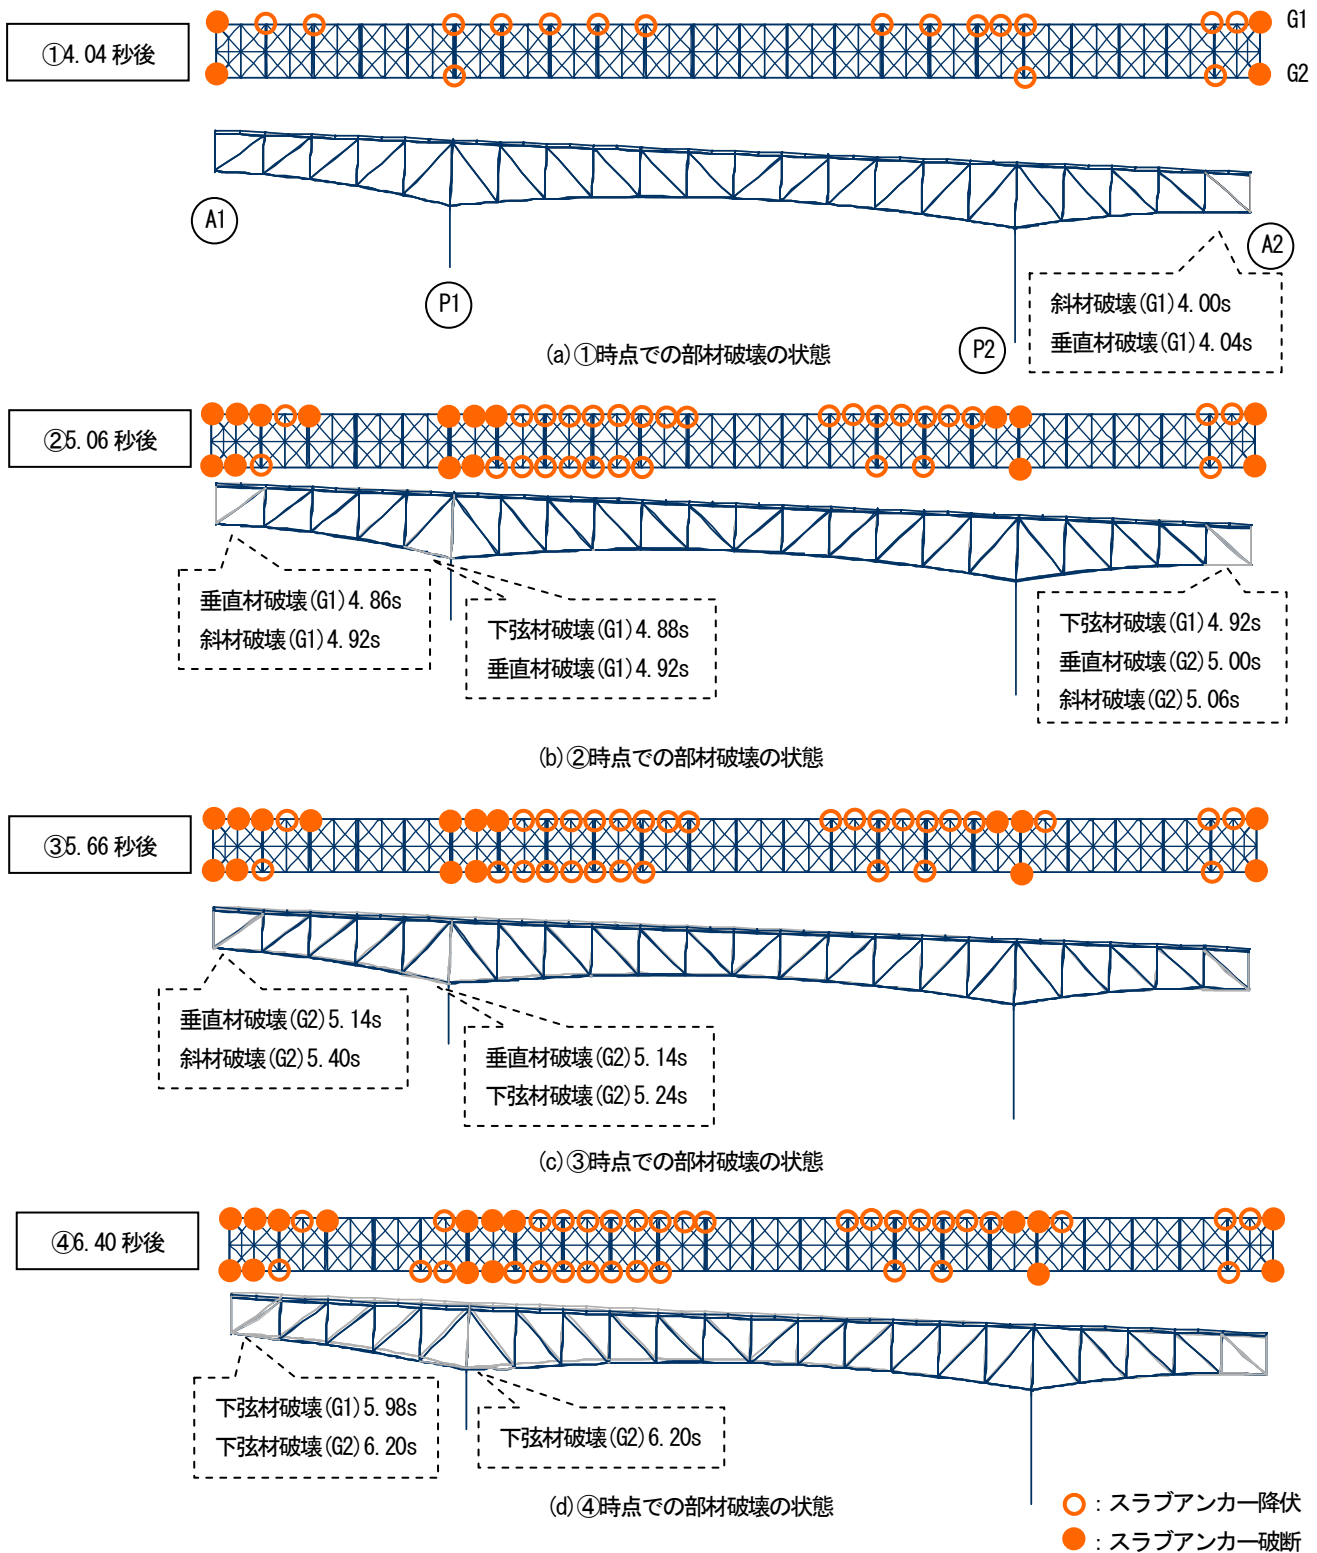 G1
①4.04 秒後
G2
A1
A2
P1
斜材破壊(G1)4.00s
垂直材破壊(G1)4.04s
P2
(a)①時点での部材破壊の状態
②5.06 秒後
垂直材破壊(G1)4.86s
斜材破壊(G1)4.92s
下弦材破壊(G1)4.88s
垂直材破壊(G1)4.92s
下弦材破壊(G1)4.92s
垂直材破壊(G2)5.00s
斜材破壊(G2)5.06s
(b)②時点での部材破壊の状態
③5.66 秒後
垂直材破壊(G2)5.14s
斜材破壊(G2)5.40s
垂直材破壊(G2)5.14s
下弦材破壊(G2)5.24s
(c)③時点での部材破壊の状態
④6.40 秒後
下弦材破壊(G1)5.98s
下弦材破壊(G2)6.20s
下弦材破壊(G2)6.20s
(d)④時点での部材破壊の状態
：スラブアンカー降伏
：スラブアンカー破断